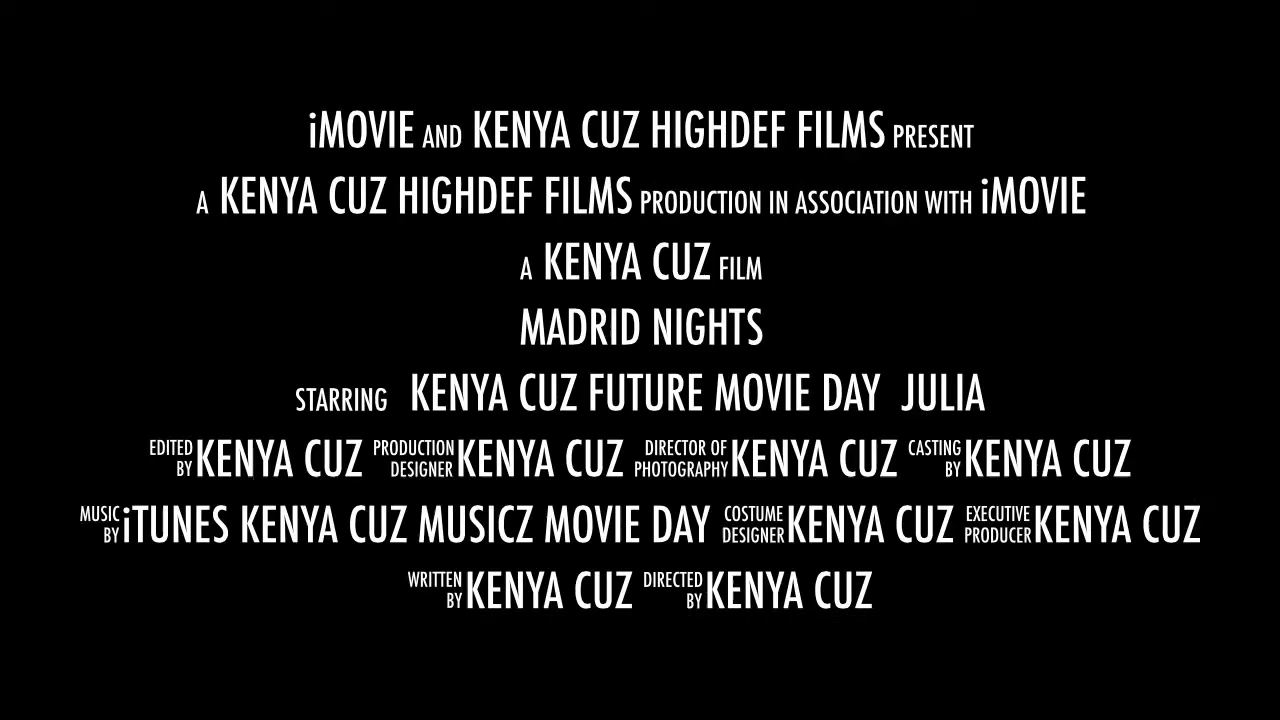 iMOVIE AND KENYA CUZ HIGHDEF FILMS PRESENT
A KENYA CUZ HIGHDEF FILMS PRODUCTION IN ASSOCIATION WITH iMOVIE
A KENYA CUZ FILM
MADRID NIGHTS
STARRING KENYA CUZ FUTURE MOVIE DAY JULIA
EDITED BY KENYA CUZ PRODUCTION DESIGNER KENYA CUZ DIRECTOR OF PHOTOGRAPHY KENYA CUZ CASTING BY KENYA CUZ
MUSIC BY iTUNES KENYA CUZ MUSICZ MOVIE DAY COSTUME DESIGNER KENYA CUZ EXECUTIVE PRODUCER KENYA CUZ
WRITTEN BY KENYA CUZ DIRECTED BY KENYA CUZ